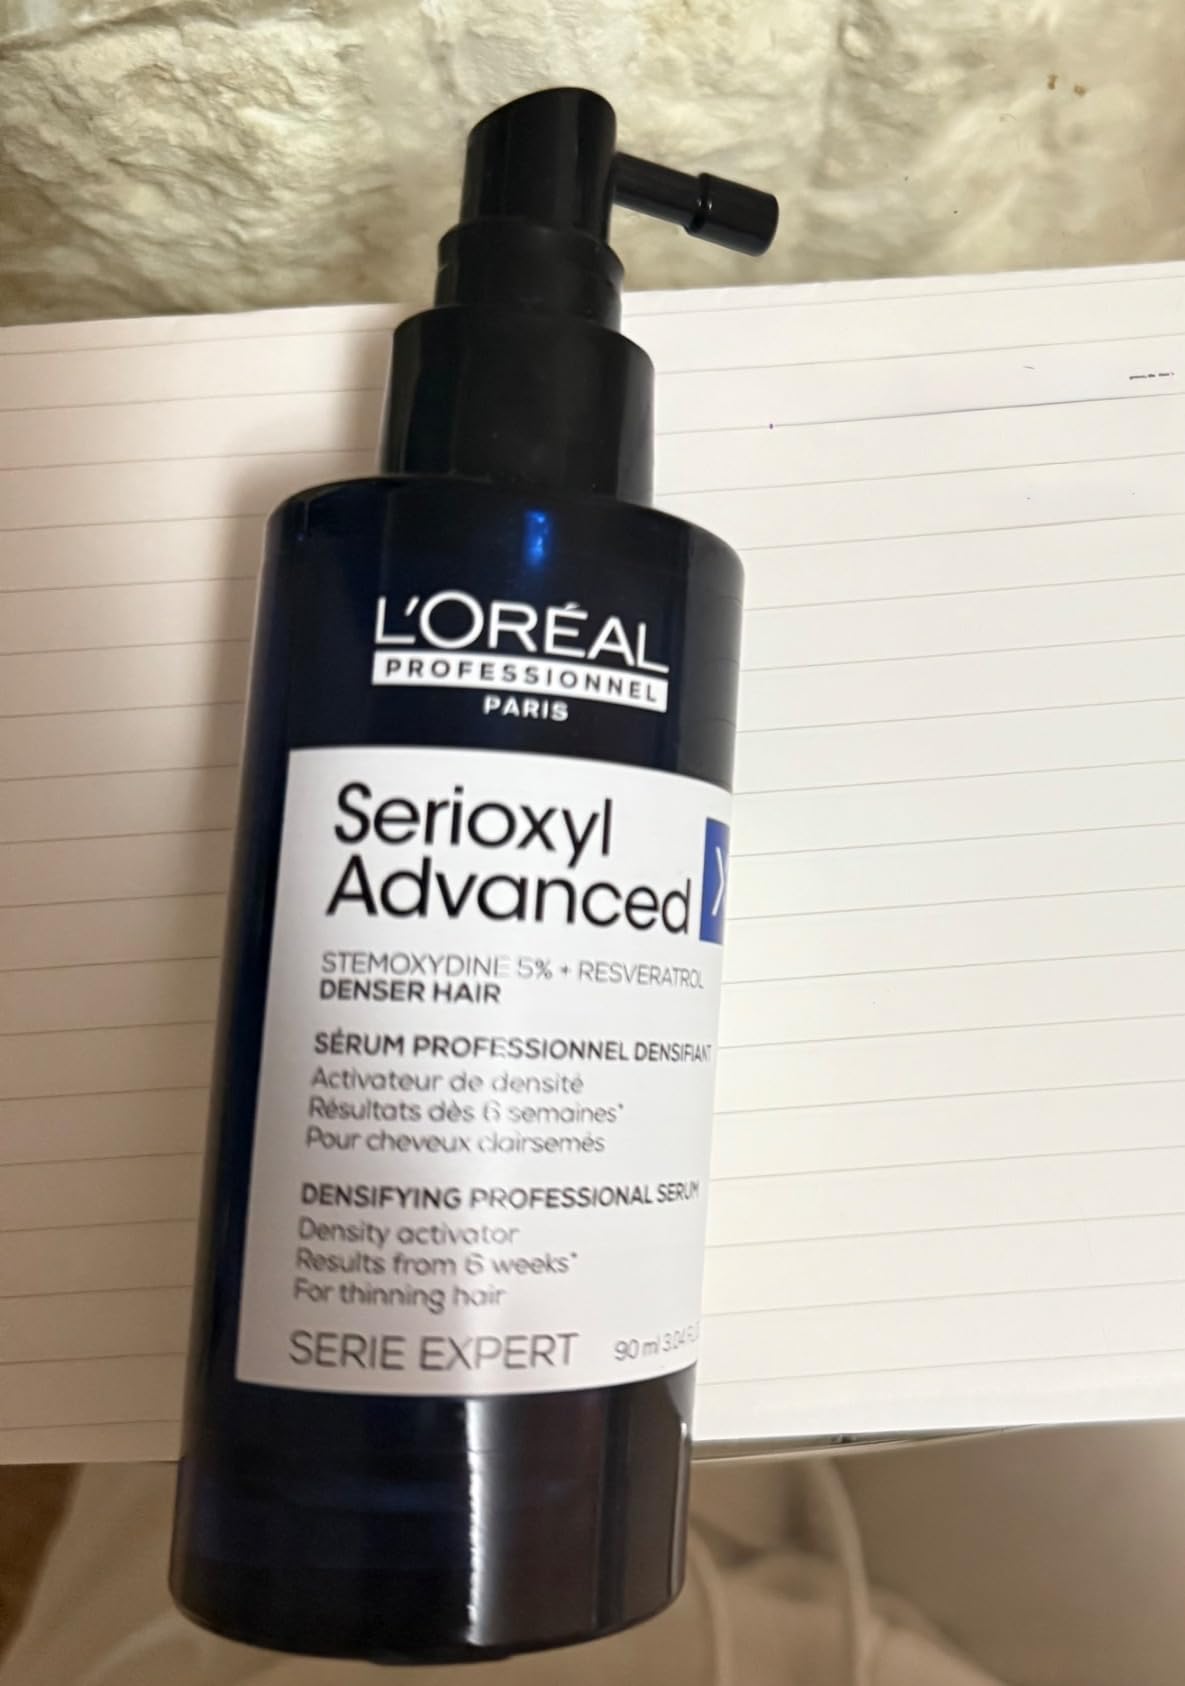 L'ORÉAL
PROFESSIONNEL
PARIS
Serioxyl
Advanced
STEMOXYDINE 5% + RESVERATROL
DENSER HAIR
SÉRUM PROFESSIONNEL DENSIFIANT
Activateur de densité
Résultats dès 6 semaines*
Pour cheveux clairsemés
DENSIFYING PROFESSIONAL SERUM
Density activator
Results from 6 weeks*
For thinning hair
SERIE EXPERT
90 ml 3.04